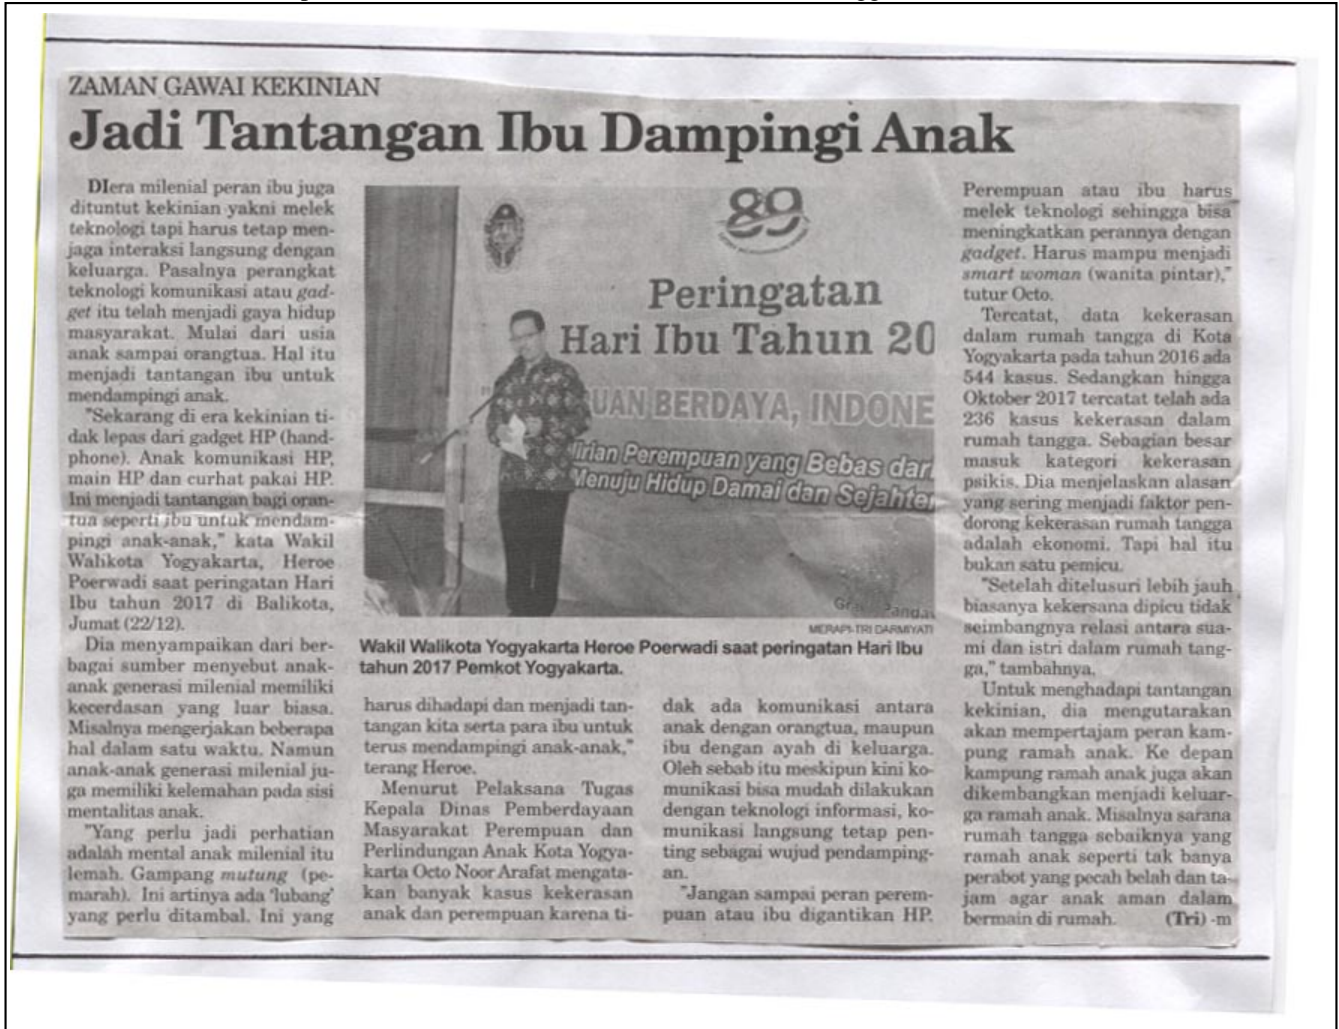 ZAMAN GAWAI KEKINIAN
Jadi Tantangan Ibu Dampingi Anak
DIera milenial peran ibu juga
dituntut kekinian yakni melek
teknologi tapi harus tetap men-
jaga interaksi langsung dengan
keluarga. Pasalnya perangkat
teknologi komunikasi atau gad-
get itu telah menjadi gaya hidup
masyarakat. Mulai dari usia
anak sampai orangtua. Hal itu
menjadi tantangan ibu untuk
mendampingi anak.
"Sekarang di era kekinian ti-
dak lepas dari gadget HP (hand-
phone). Anak komunikasi HP,
main HP dan curhat pakai HP.
Ini menjadi tantangan bagi oran-
tua seperti ibu untuk mendam-
pingi anak-anak," kata Wakil
Walikota Yogyakarta, Heroe
Poerwadi saat peringatan Hari
Ibu tahun 2017 di Balikota,
Jumat (22/12).
Dia menyampaikan dari ber-
bagai sumber menyebut anak-
anak generasi milenial memiliki
kecerdasan yang luar biasa.
Misalnya mengerjakan beberapa
hal dalam satu waktu. Namun
anak-anak generasi milenial ju-
ga memiliki kelemahan pada sisi
mentalitas anak.
"Yang perlu jadi perhatian
adalah mental anak milenial itu
lemah. Gampang mutung (pe-
marah). Ini artinya ada 'lubang'
yang perlu ditambal. Ini yang
89
Peringatan
Hari Ibu Tahun 20
UAN BERDAYA, INDONE
dirian Perempuan yang Bebas dari
Menuju Hidup Damai dan Sejahter
MERAPI-TRI DARMIYATI
Wakil Walikota Yogyakarta Heroe Poerwadi saat peringatan Hari Ibu
tahun 2017 Pemkot Yogyakarta.
harus dihadapi dan menjadi tan-
tangan kita serta para ibu untuk
terus mendampingi anak-anak,"
terang Heroe.
Menurut Pelaksana Tugas
Kepala Dinas Pemberdayaan
Masyarakat Perempuan dan
Perlindungan Anak Kota Yogya-
karta Octo Noor Arafat mengata-
kan banyak kasus kekerasan
anak dan perempuan karena ti-
dak ada komunikasi antara
anak dengan orangtua, maupun
ibu dengan ayah di keluarga.
Oleh sebab itu meskipun kini ko-
munikasi bisa mudah dilakukan
dengan teknologi informasi, ko-
munikasi langsung tetap pen-
ting sebagai wujud pendamping-
an.
"Jangan sampai peran perem-
puan atau ibu digantikan HP.
Perempuan atau ibu harus
melek teknologi sehingga bisa
meningkatkan perannya dengan
gadget. Harus mampu menjadi
smart woman (wanita pintar),"
tutur Octo.
Tercatat, data kekerasan
dalam rumah tangga di Kota
Yogyakarta pada tahun 2016 ada
544 kasus. Sedangkan hingga
Oktober 2017 tercatat telah ada
236 kasus kekerasan dalam
rumah tangga. Sebagian besar
masuk kategori kekerasan
psikis. Dia menjelaskan alasan
yang sering menjadi faktor pen-
dorong kekerasan rumah tangga
adalah ekonomi. Tapi hal itu
bukan satu pemicu.
"Setelah ditelusuri lebih jauh
biasanya kekersana dipicu tidak
seimbangnya relasi antara sua-
mi dan istri dalam rumah tang-
ga," tambahnya.
Untuk menghadapi tantangan
kekinian, dia mengutarakan
akan mempertajam peran kam-
pung ramah anak. Ke depan
kampung ramah anak juga akan
dikembangkan menjadi keluar-
ga ramah anak. Misalnya sarana
rumah tangga sebaiknya yang
ramah anak seperti tak banya
perabot yang pecah belah dan ta-
jam agar anak aman dalam
bermain di rumah. (Tri) -m